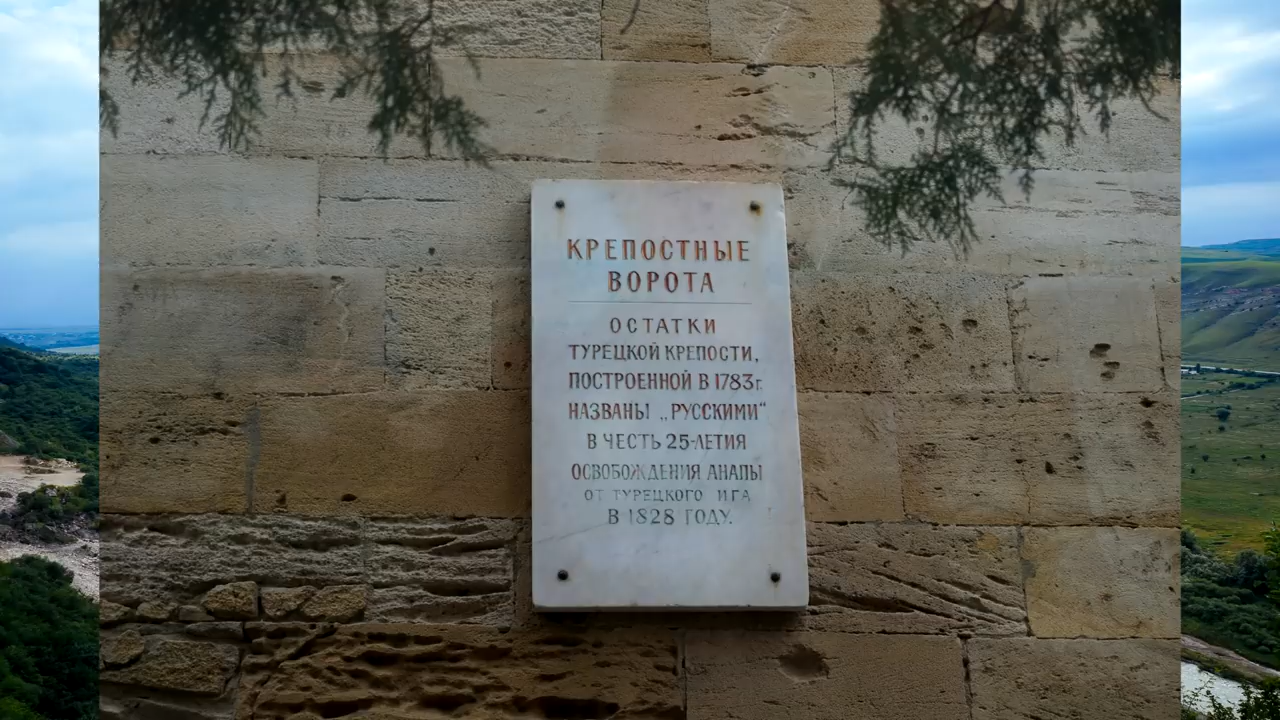 КРЕПОСТНЫЕ
ВОРОТА
ОСТАТКИ
ТУРЕЦКОЙ КРЕПОСТИ,
ПОСТРОЕННОЙ В 1783г.
НАЗВАНЫ „РУССКИМИ“
В ЧЕСТЬ 25-ЛЕТИЯ
ОСВОБОЖДЕНИЯ АНАПЫ
ОТ ТУРЕЦКОГО ИГА
В 1828 ГОДУ.